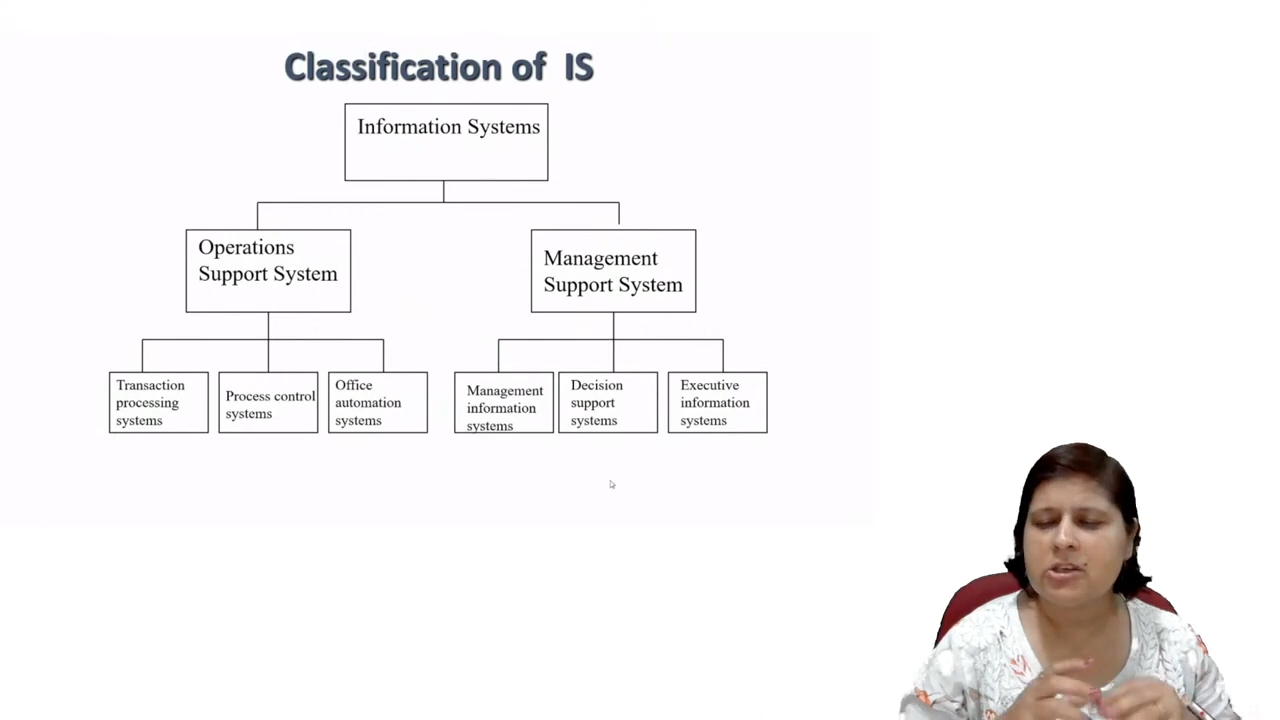 Classification of IS
Information Systems
Operations
Support System
Management
Support System
Transaction
processing
systems
Process control
systems
Office
automation
systems
Management
information
systems
Decision
support
systems
Executive
information
systems